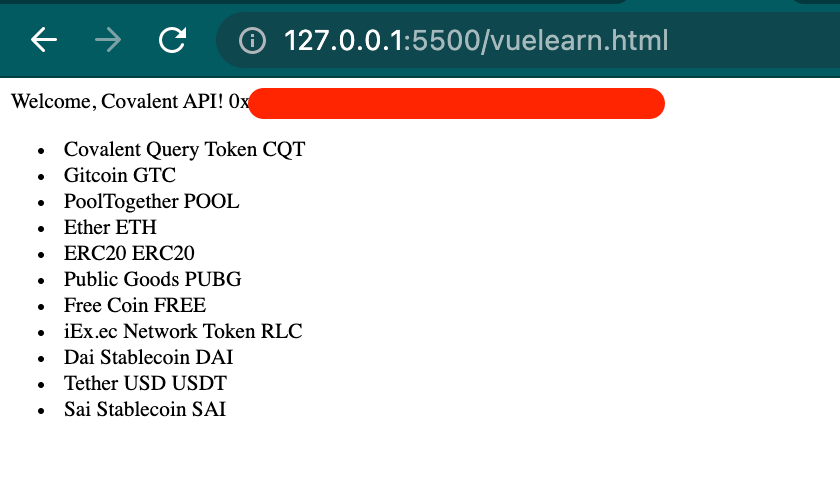 127.0.0.1:5500/vuelearn.html
Welcome, Covalent API! 0x
Covalent Query Token CQT
Gitcoin GTC
PoolTogether POOL
Ether ETH
ERC20 ERC20
Public Goods PUBG
Free Coin FREE
iEx.ec Network Token RLC
Dai Stablecoin DAI
Tether USD USDT
Sai Stablecoin SAI